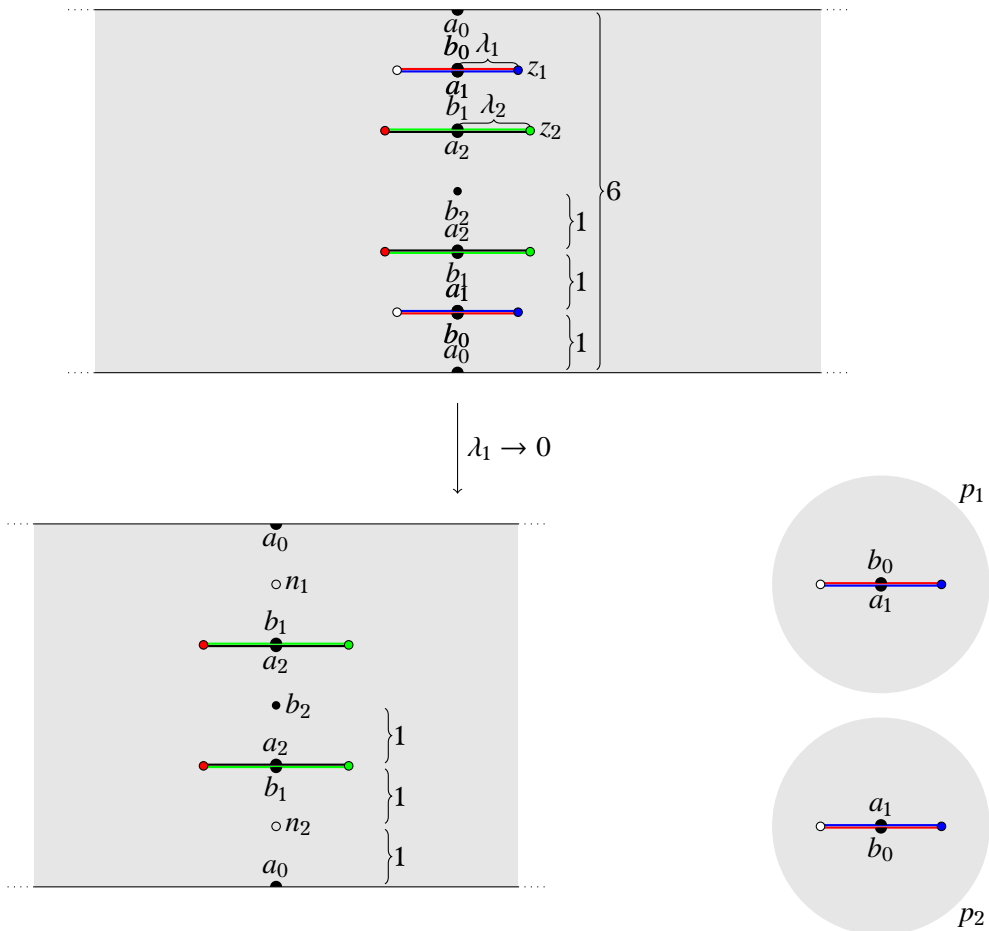 a₀
b₀ λ₁
z₁
a₁
b₁ λ₂
z₂
a₂
6
b₂ 1
a₂
b₁ 1
a₁
b₀ 1
a₀
λ₁ → 0
p₁
a₀
n₁ b₀
a₁
b₁
a₂
b₂
1
a₂
b₁ 1 a₁
n₂ b₀
a₀ 1
p₂